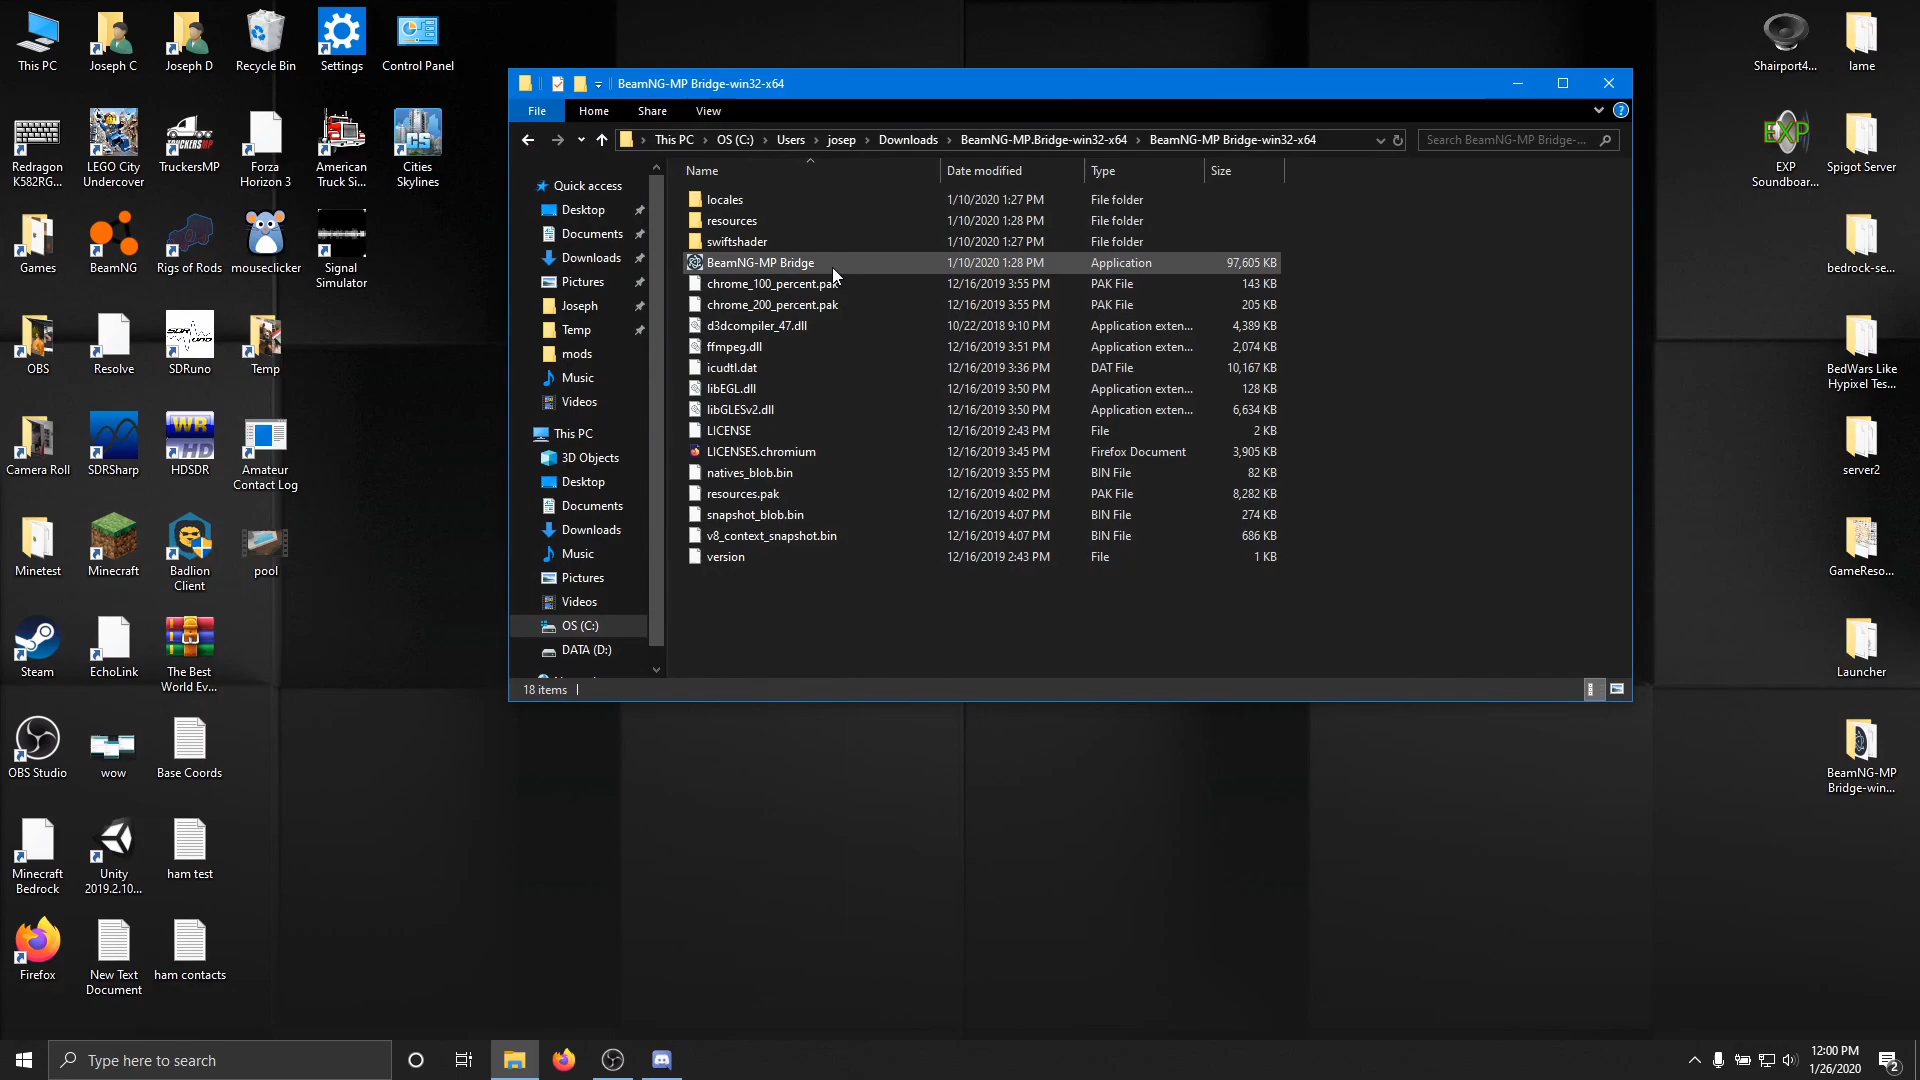 This PC
Joseph C
Joseph D
Recycle Bin
Settings
Control Panel
Redragon
K582RG...
LEGO City
Undercover
TruckersMP
Forza
Horizon 3
American
Truck Si...
Cities
Skylines
Games
BeamNG
Rigs of Rods
mouseclicker
Signal
Simulator
OBS
Resolve
SDRuno
Temp
Camera Roll
SDRSharp
HDSDR
Amateur
Contact Log
Minetest
Minecraft
Badlion
Client
pool
Steam
EchoLink
The Best
World Ev...
OBS Studio
wow
Base Coords
Minecraft
Bedrock
Unity
2019.2.10...
ham test
Firefox
New Text
Document
ham contacts
BeamNG-MP Bridge-win32-x64
File Home Share View
This PC OS (C:) Users josep Downloads BeamNG-MP.Bridge-win32-x64 BeamNG-MP Bridge-win32-x64
Search BeamNG-MP Bridge-...
Quick access
Desktop
Documents
Downloads
Pictures
Joseph
Temp
mods
Music
Videos
This PC
3D Objects
Desktop
Documents
Downloads
Music
Pictures
Videos
OS (C:)
DATA (D:)
Name Date modified Type Size
locales 1/10/2020 1:27 PM File folder
resources 1/10/2020 1:28 PM File folder
swiftshader 1/10/2020 1:27 PM File folder
BeamNG-MP Bridge 1/10/2020 1:28 PM Application 97,605 KB
chrome_100_percent.pak 12/16/2019 3:55 PM PAK File 143 KB
chrome_200_percent.pak 12/16/2019 3:55 PM PAK File 205 KB
d3dcompiler_47.dll 10/22/2018 9:10 PM Application exten... 4,389 KB
ffmpeg.dll 12/16/2019 3:51 PM Application exten... 2,074 KB
icudtl.dat 12/16/2019 3:36 PM DAT File 10,167 KB
libEGL.dll 12/16/2019 3:50 PM Application exten... 128 KB
libGLESv2.dll 12/16/2019 3:50 PM Application exten... 6,634 KB
LICENSE 12/16/2019 2:43 PM File 2 KB
LICENSES.chromium 12/16/2019 3:45 PM Firefox Document 3,905 KB
natives_blob.bin 12/16/2019 3:55 PM BIN File 82 KB
resources.pak 12/16/2019 4:02 PM PAK File 8,282 KB
snapshot_blob.bin 12/16/2019 4:07 PM BIN File 274 KB
v8_context_snapshot.bin 12/16/2019 4:07 PM BIN File 686 KB
version 12/16/2019 2:43 PM File 1 KB
18 items
Shairport4...
lame
EXP
EXP
Soundboar...
Spigot Server
bedrock-se...
BedWars Like
Hypixel Tes...
server2
GameReso...
Launcher
BeamNG-MP
Bridge-win...
Type here to search
12:00 PM
1/26/2020
2